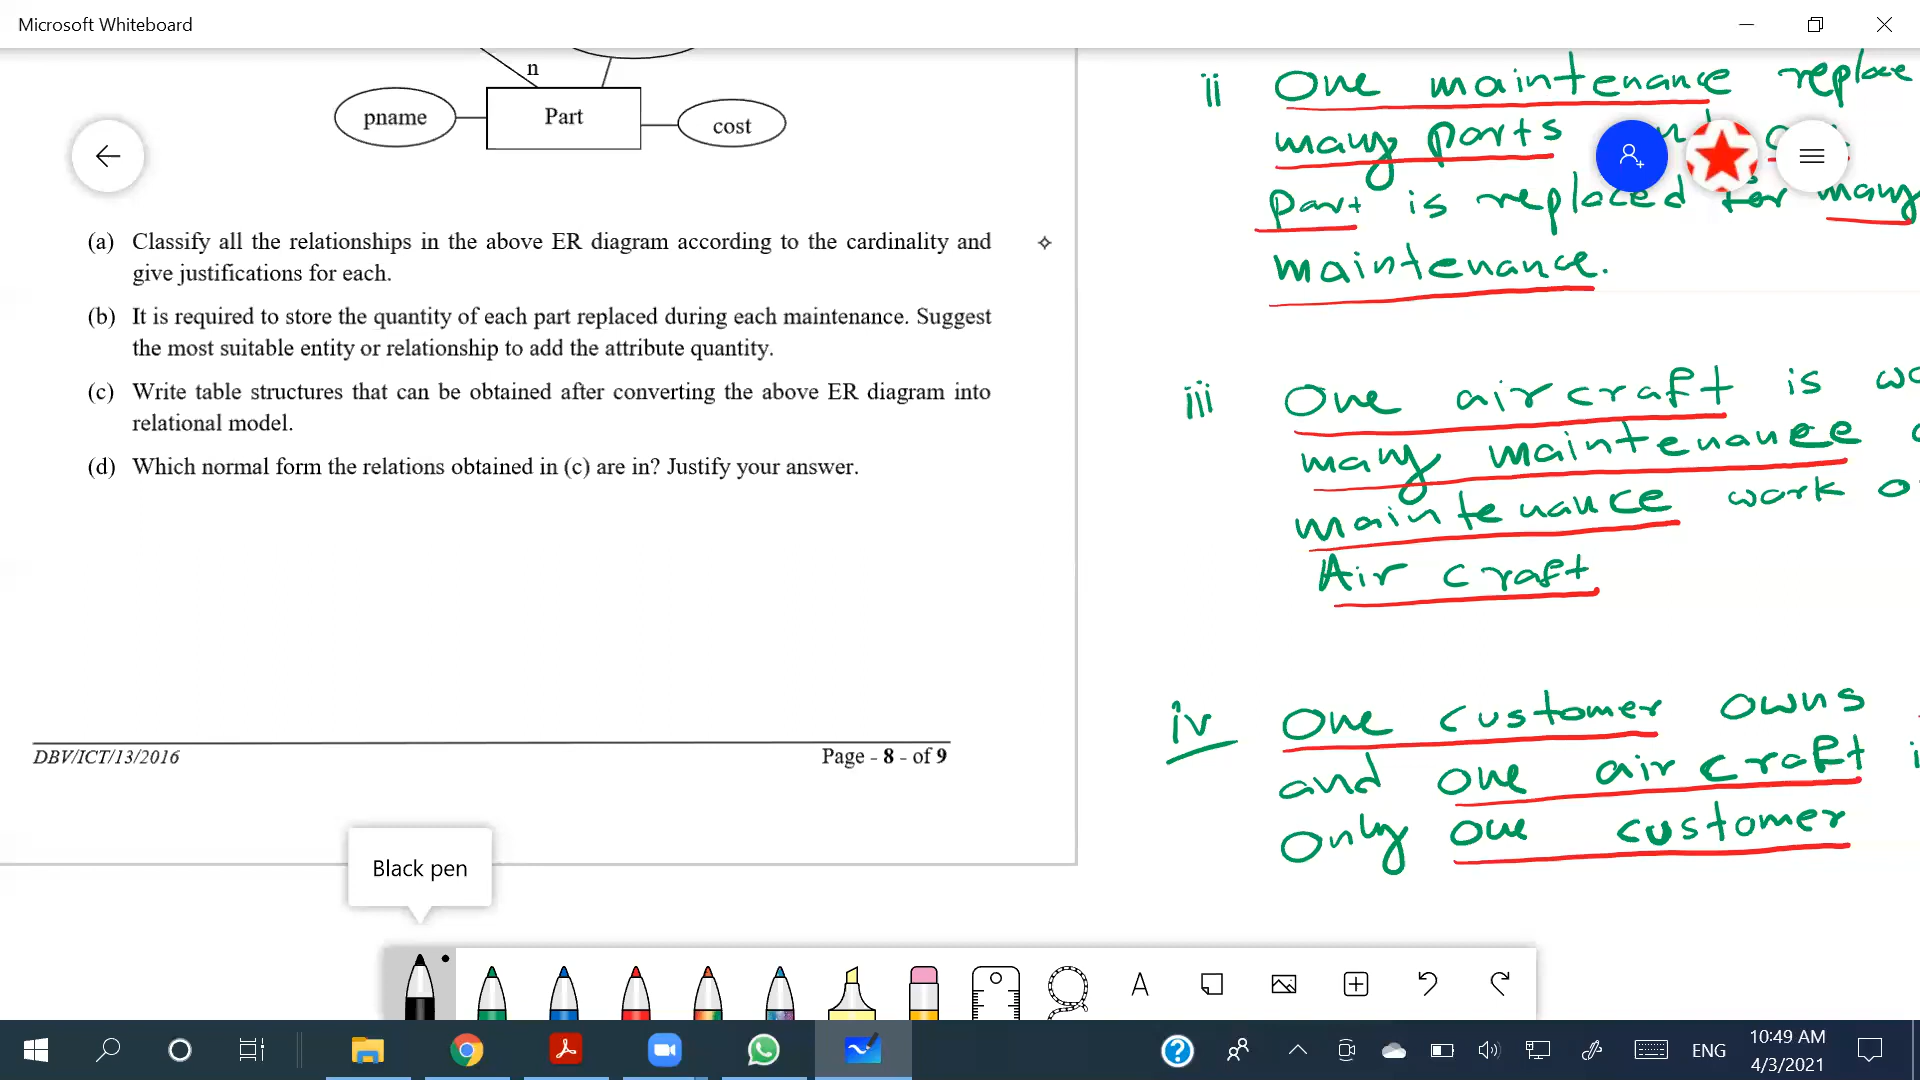 Microsoft Whiteboard
n
pname
Part
cost
(a) Classify all the relationships in the above ER diagram according to the cardinality and
give justifications for each.
(b) It is required to store the quantity of each part replaced during each maintenance. Suggest
the most suitable entity or relationship to add the attribute quantity.
(c) Write table structures that can be obtained after converting the above ER diagram into
relational model.
(d) Which normal form the relations obtained in (c) are in? Justify your answer.
DBV/ICT/13/2016
Page - 8 - of 9
ii One maintenance replace
many parts
part is replaced for many
maintenance.
iii One aircraft is
many maintenance
maintenance work
Air craft
iv One customer owns
and one air craft
only one customer
Black pen
ENG
10:49 AM
4/3/2021